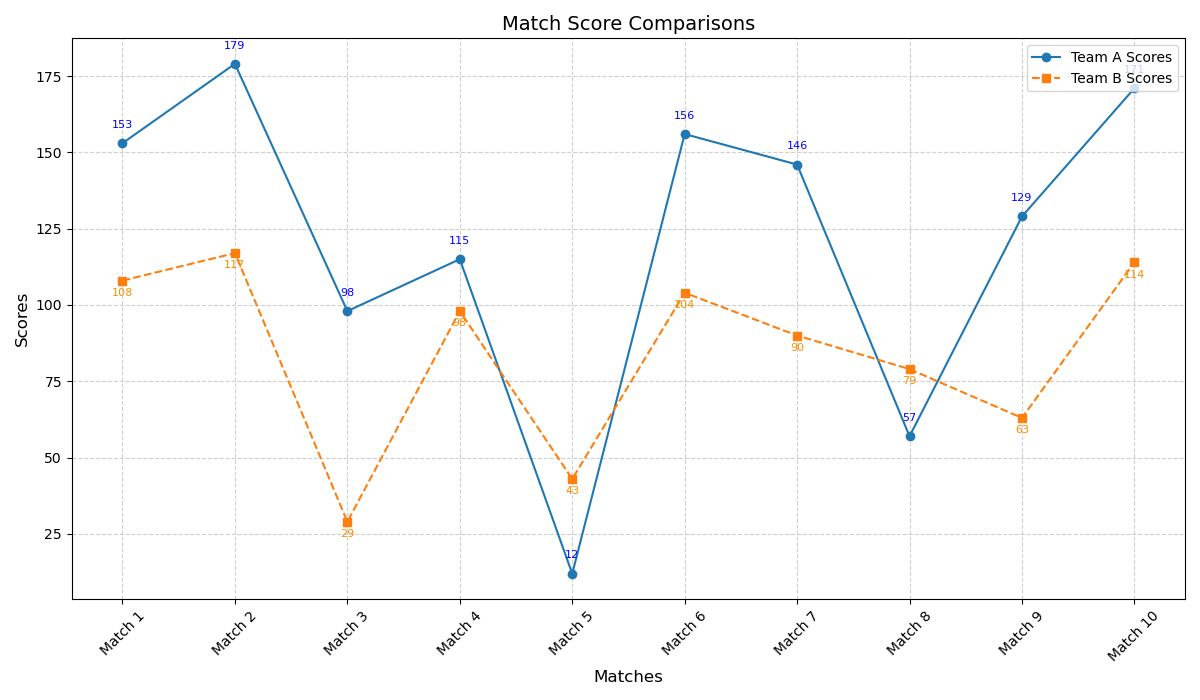 Match Score Comparisons
Team A Scores
Team B Scores
Scores
175
150
125
100
75
50
25
153
179
98
115
12
156
146
57
129
171
108
117
29
98
43
104
90
79
63
114
Match 1
Match 2
Match 3
Match 4
Match 5
Match 6
Match 7
Match 8
Match 9
Match 10
Matches